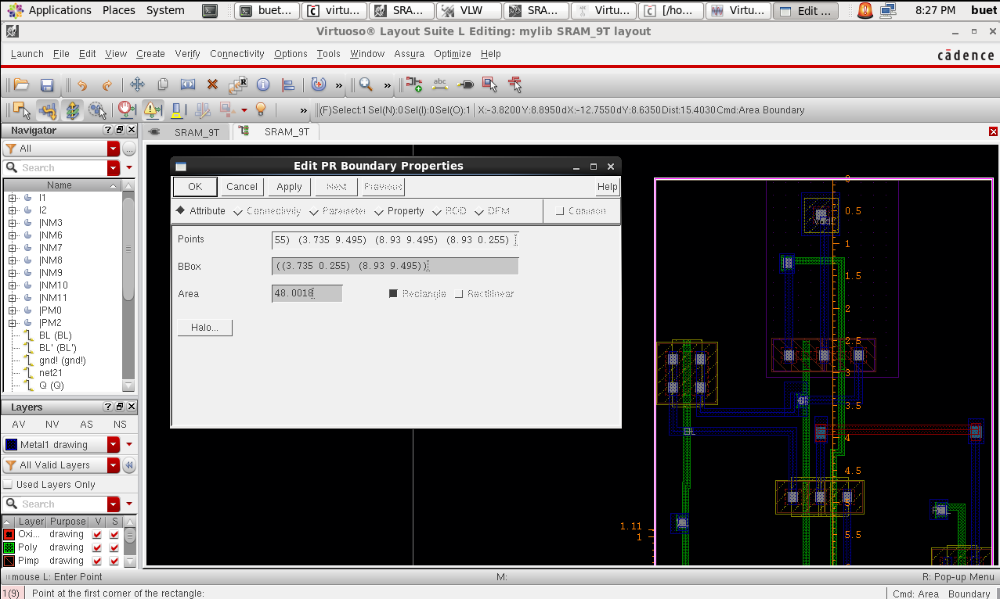 Applications Places System buet... virtu... SRA... VLW SRA... Virtu... [/ho... Virtu... Edit ... 8:27 PM buet
Virtuoso® Layout Suite L Editing: mylib SRAM_9T layout
Launch File Edit View Create Verify Connectivity Options Tools Window Assura Optimize Help
cādence
(F)Select:1 Sel(N):0 Sel(I):0 Sel(O):1 X:-3.8200 Y:8.0950 dX:-12.7550 dY:8.6350 Dist:15.4030 Cmd:Area Boundary
Navigator
SRAM_9T SRAM_9T
All
Search
Name
I1
I2
|NM3
|NM6
|NM7
|NM8
|NM9
|NM10
|NM11
|PM0
|PM2
BL (BL)
BL' (BL')
gnd! (gnd!)
net21
Q (Q)
Layers
AV NV AS NS
Metal1 drawing
All Valid Layers
Used Layers Only
Search
Layer Purpose V S
Oxi... drawing
Poly drawing
Pimp drawing
Edit PR Boundary Properties
OK Cancel Apply Next Previous Help
Attribute Connectivity Parameter Property ROD Common
Points (3.735 9.495) (8.93 9.495) (8.93 0.255)
BBox ((3.735 0.255) (8.93 9.495))
Area 48.0018 Rectangle Rectilinear
Halo...
0
0.5
vdd!
1
1.5
2
2.5
3
3.5
4
4.5
5
5.5
1.11
1
mouse L: Enter Point M: R: Pop-up Menu
1(9) Point at the first corner of the rectangle: Cmd: Area Boundary